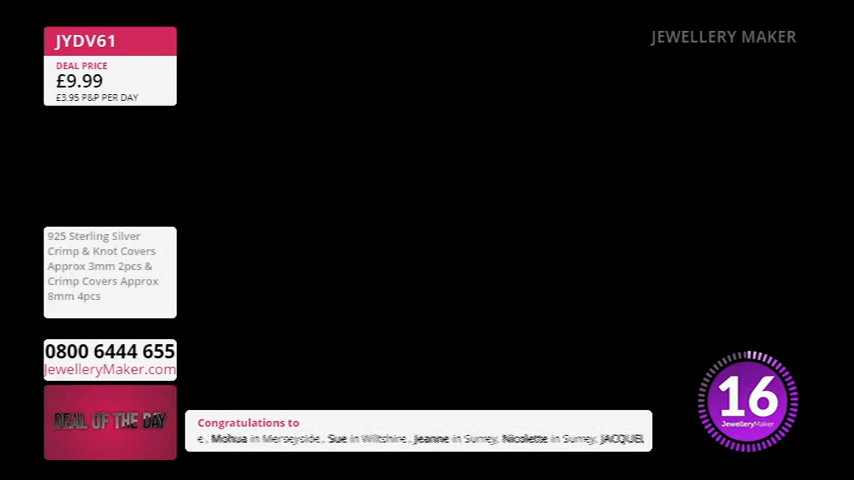 JYDV61
JEWELLERY MAKER
DEAL PRICE
£9.99
£3.95 P&P PER DAY
925 Sterling Silver
Crimp & Knot Covers
Approx 3mm 2pcs &
Crimp Covers Approx
8mm 4pcs
0800 6444 655
JewelleryMaker.com
DEAL OF THE DAY
Congratulations to
e, Mohua in Merseyside, Sue in Wiltshire, Jeanne in Surrey, Nicolette in Surrey, JACQUEL
16
JewelleryMaker